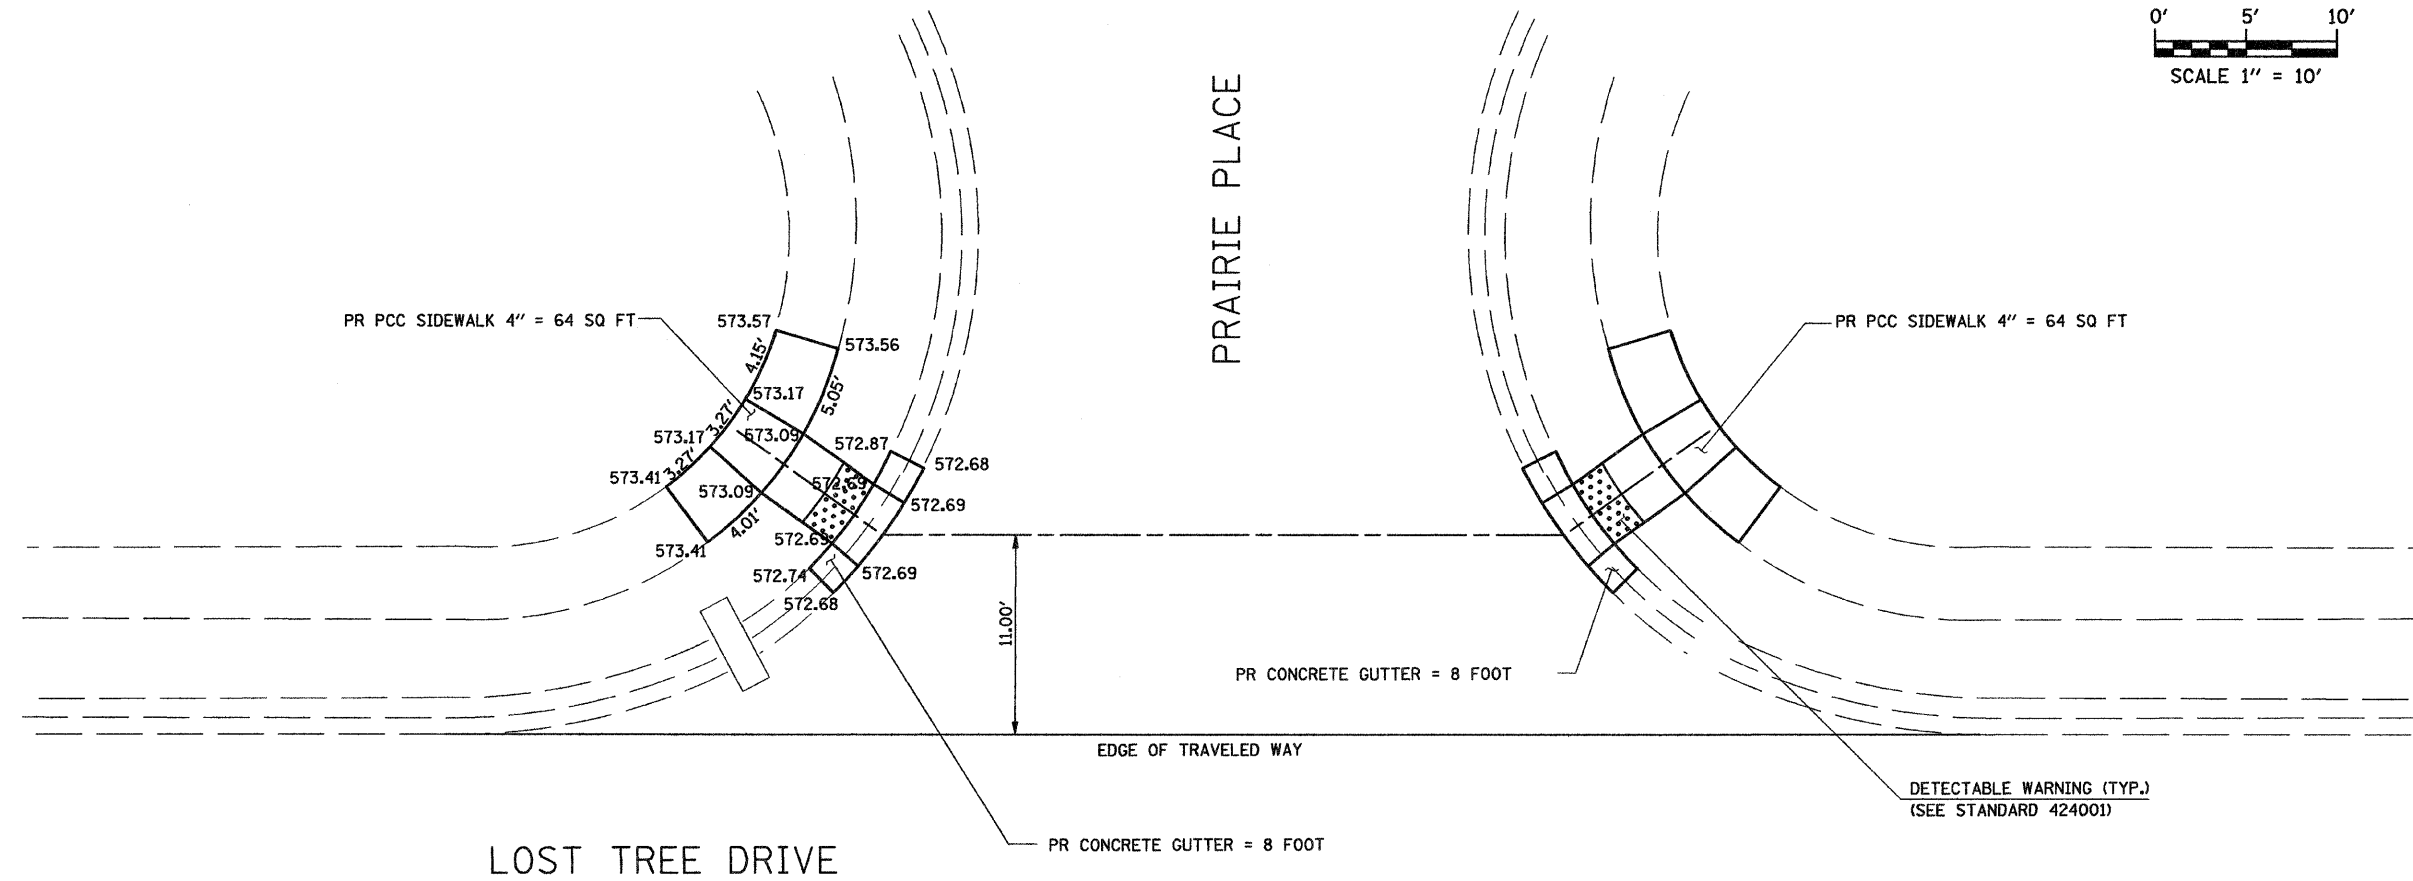 0' 5' 10'
SCALE 1" = 10'
PRAIRIE PLACE
PR PCC SIDEWALK 4" = 64 SQ FT
PR PCC SIDEWALK 4" = 64 SQ FT
573.57
573.56
4.15'
5.05'
573.17
3.27'
573.17
573.09
572.87
572.68
3.27'
573.41
573.09
572.69
572.69
4.01'
573.41
572.69
572.74
572.69
572.68
11.00'
PR CONCRETE GUTTER = 8 FOOT
EDGE OF TRAVELED WAY
DETECTABLE WARNING (TYP.)
(SEE STANDARD 424001)
PR CONCRETE GUTTER = 8 FOOT
LOST TREE DRIVE